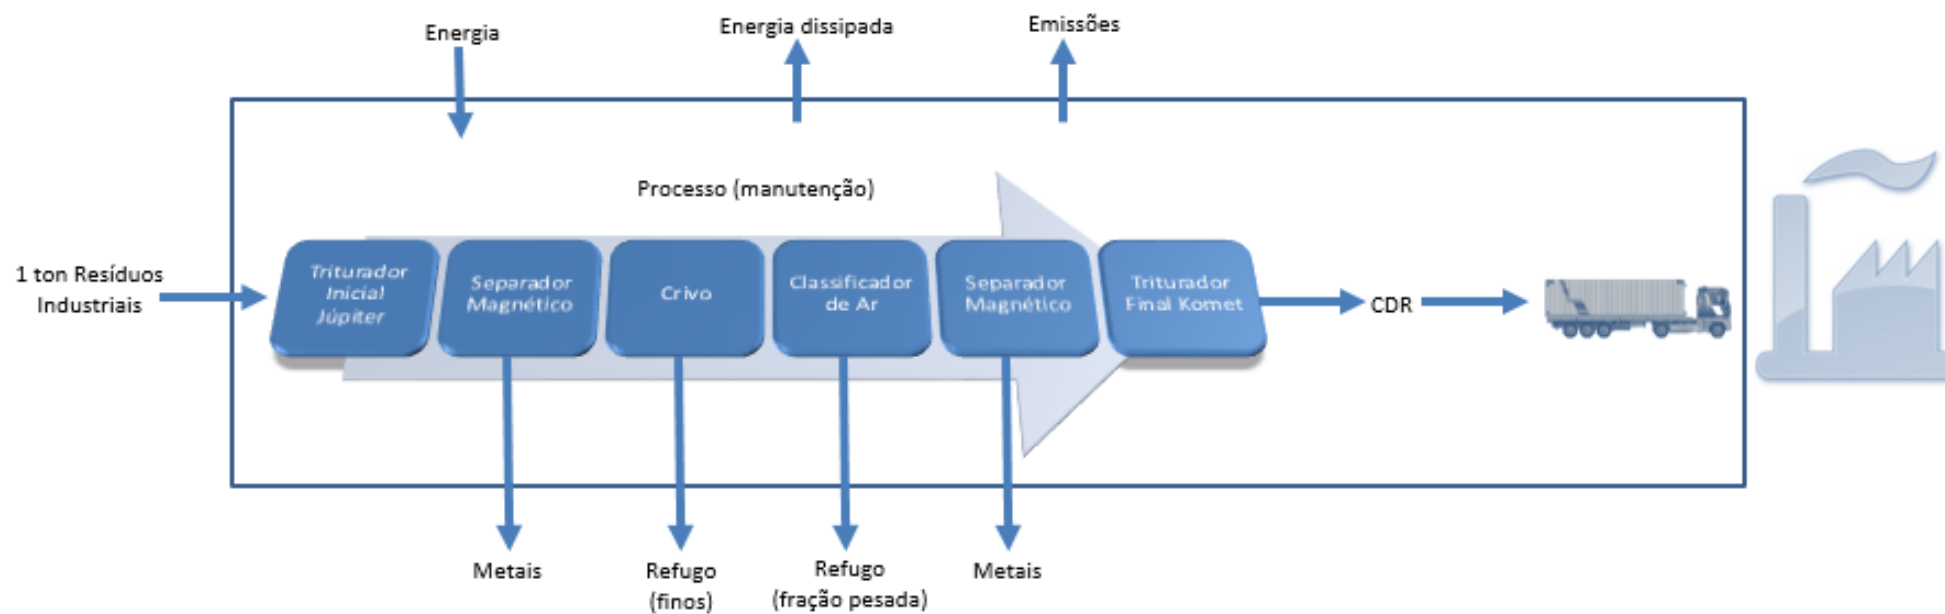 Energia
Energia dissipada
Emissões
Processo (manutenção)
1 ton Resíduos
Industriais
Triturador
Inicial
Júpiter
Separador
Magnético
Crivo
Classificador
de Ar
Separador
Magnético
Triturador
Final Komet
CDR
Metais
Refugo
(finos)
Refugo
(fração pesada)
Metais